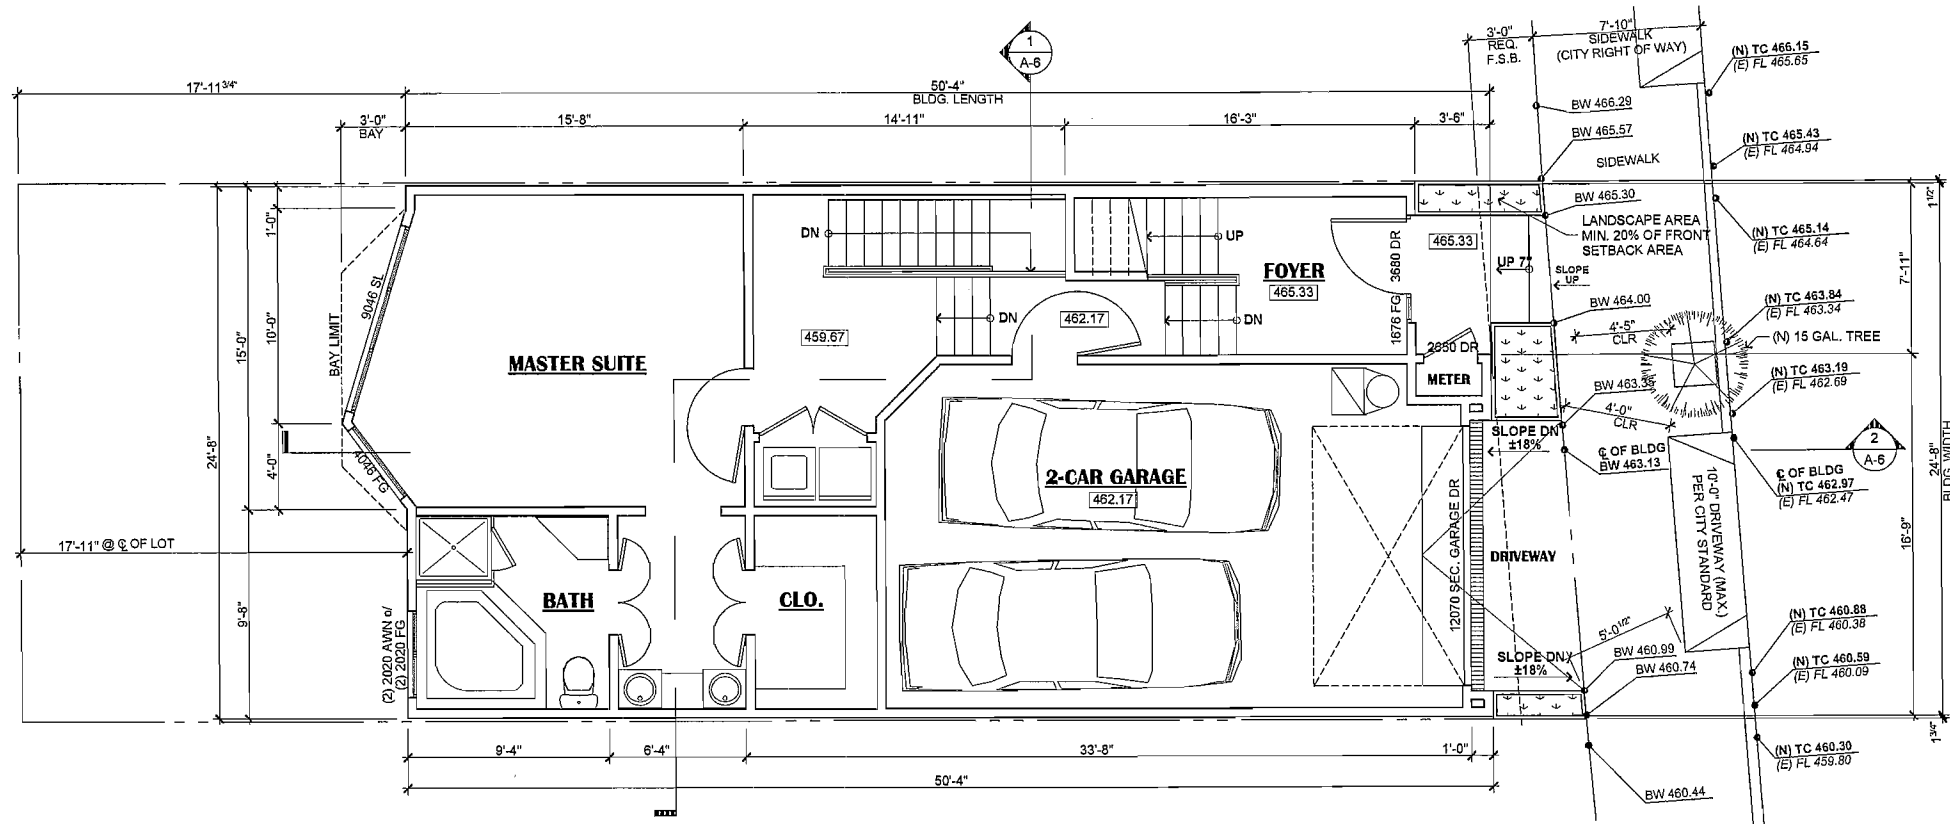 1
A-6
17'-11 3/4"
50'-4"
BLDG. LENGTH
3'-0"
REQ.
F.S.B.
7'-10"
SIDEWALK
(CITY RIGHT OF WAY)
(N) TC 466.15
(E) FL 465.65
3'-0"
BAY
15'-8"
14'-11"
16'-3"
3'-6"
BW 466.29
BW 465.57
SIDEWALK
(N) TC 465.43
(E) FL 464.94
BW 465.30
LANDSCAPE AREA
MIN. 20% OF FRONT
SETBACK AREA
(N) TC 465.14
(E) FL 464.64
1 1/2"
1'-0"
DN
UP
FOYER
465.33
3680 DR
465.33
UP 7"
SLOPE
UP
7'-11"
9046 SL
10'-0"
15'-0"
BAY LIMIT
BW 464.00
(N) TC 463.84
(E) FL 463.34
4'-5"
CLR
(N) 15 GAL. TREE
DN
462.17
DN
1676 FG
459.67
2680 DR
METER
MASTER SUITE
(N) TC 463.19
(E) FL 462.69
BW 463.35
4'-0"
CLR
SLOPE DN
±18%
℄ OF BLDG
BW 463.13
2
A-6
24'-8"
BLDG WIDTH
24'-8"
4'-0"
4046 FG
2-CAR GARAGE
462.17
℄ OF BLDG
(N) TC 462.97
(E) FL 462.47
10'-0" DRIVEWAY (MAX.)
PER CITY STANDARD
12070 SEC. GARAGE DR
DRIVEWAY
16'-9"
17'-11" @ ℄ OF LOT
BATH
CLO.
9'-8"
(2) 2020 AWN o/
(2) 2020 FG
(N) TC 460.88
(E) FL 460.38
5'-0 1/2"
BW 460.99
BW 460.74
SLOPE DN
±18%
(N) TC 460.59
(E) FL 460.09
1 3/4"
9'-4"
6'-4"
33'-8"
1'-0"
(N) TC 460.30
(E) FL 459.80
50'-4"
BW 460.44